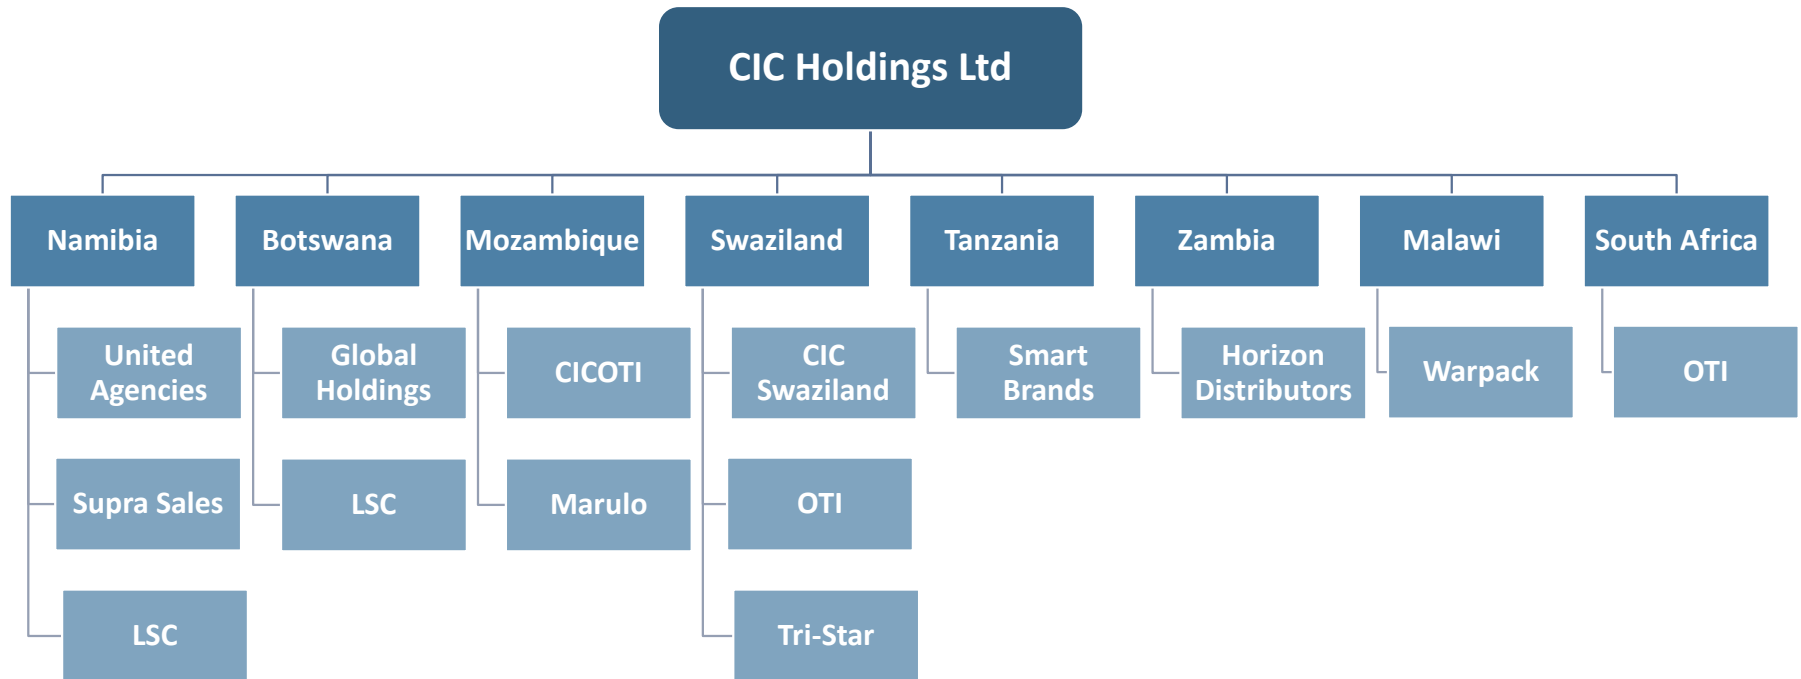 CIC Holdings Ltd
Namibia
Botswana
Mozambique
Swaziland
Tanzania
Zambia
Malawi
South Africa
United
Agencies
Global
Holdings
CICOTI
CIC
Swaziland
Smart
Brands
Horizon
Distributors
Warpack
OTI
Supra Sales
LSC
Marulo
OTI
LSC
Tri-Star